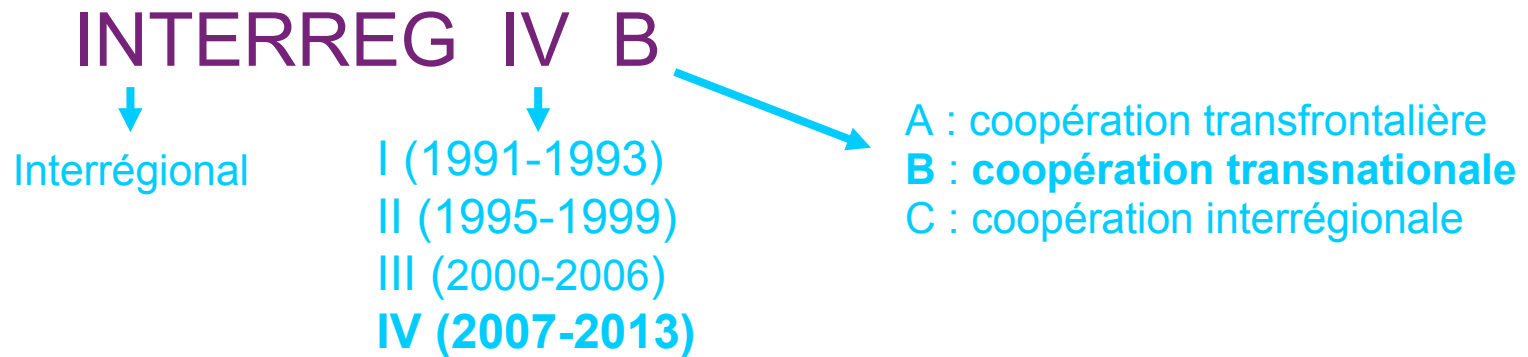 INTERREG IV B
Interrégional
I (1991-1993)
II (1995-1999)
III (2000-2006)
IV (2007-2013)
A : coopération transfrontalière
B : coopération transnationale
C : coopération interrégionale